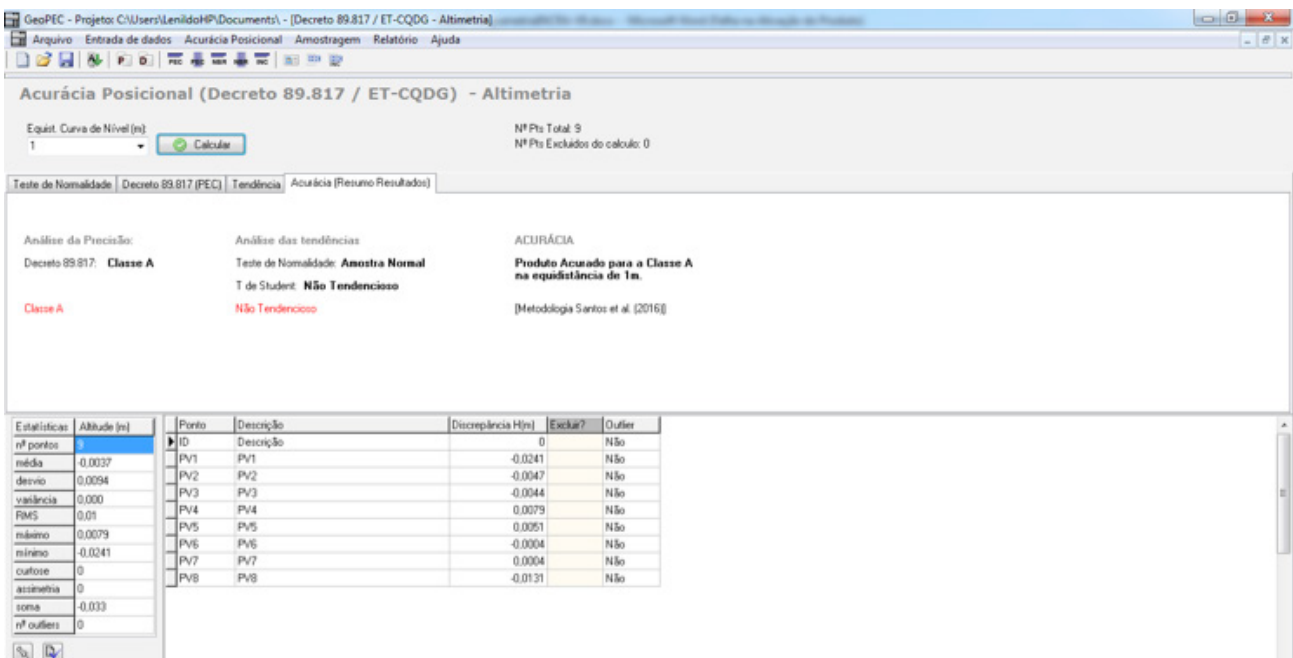 GeoPEC - Projeto: C:\Users\LenildoHP\Documents\ - [Decreto 89.817 / ET-CQDG - Altimetria]
Arquivo Entrada de dados Acurácia Posicional Amostragem Relatório Ajuda
Acurácia Posicional (Decreto 89.817 / ET-CQDG) - Altimetria
Equist. Curva de Nível (m):
1 Calcular
Nº Pts Total: 9
Nº Pts Excluidos do calculo: 0
Teste de Normalidade Decreto 89.817 (PEC) Tendência Acurácia (Resumo Resultados)
Análise da Precisão: Análise das tendências ACURÁCIA
Decreto 89.817: Classe A Teste de Normalidade: Amostra Normal Produto Acurado para a Classe A
na equidistância de 1m.
T de Student: Não Tendencioso
Classe A Não Tendencioso [Metodologia Santos et al. (2016)]
Estatísticas Altitude (m)
nº pontos 9
média -0,0037
desvio 0,0094
variância 0,000
RMS 0,01
máximo 0,0079
mínimo -0,0241
curtose 0
assimetria 0
soma -0,033
nº outliers 0
Ponto Descrição Discrepância H(m) Excluir? Outlier
ID Descrição 0 Não
PV1 PV1 -0,0241 Não
PV2 PV2 -0,0047 Não
PV3 PV3 -0,0044 Não
PV4 PV4 0,0079 Não
PV5 PV5 0,0051 Não
PV6 PV6 -0,0004 Não
PV7 PV7 0,0004 Não
PV8 PV8 -0,0131 Não